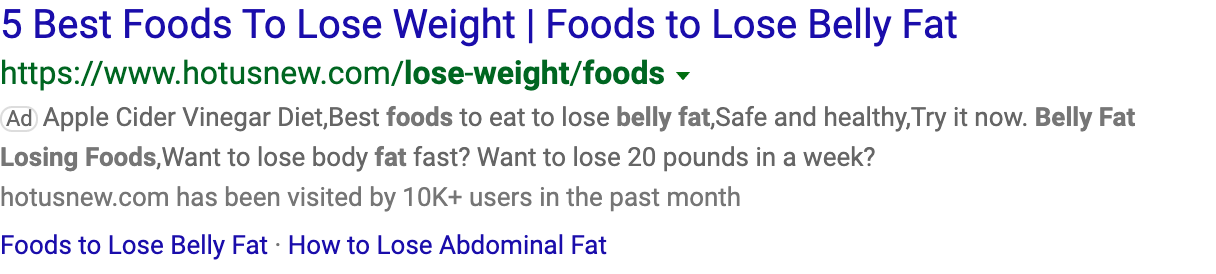 5 Best Foods To Lose Weight | Foods to Lose Belly Fat
https://www.hotusnew.com/lose-weight/foods
Ad Apple Cider Vinegar Diet,Best foods to eat to lose belly fat,Safe and healthy,Try it now. Belly Fat
Losing Foods,Want to lose body fat fast? Want to lose 20 pounds in a week?
hotusnew.com has been visited by 10K+ users in the past month
Foods to Lose Belly Fat · How to Lose Abdominal Fat